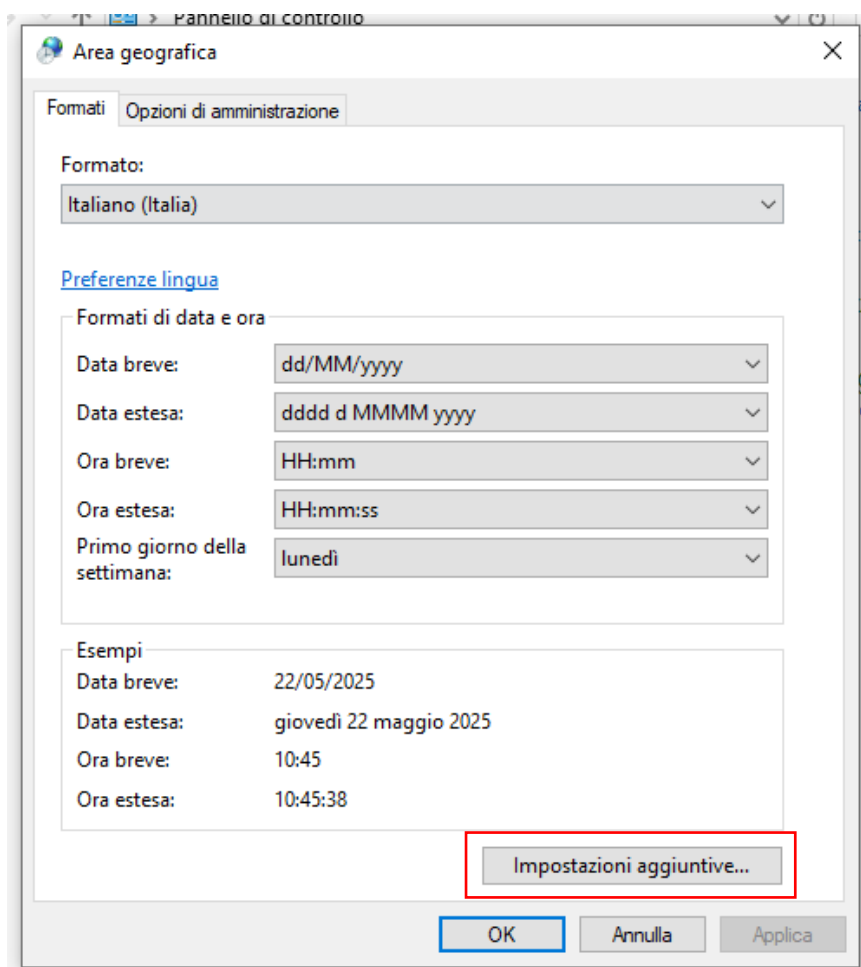 Pannello di controllo
Area geografica
Formati Opzioni di amministrazione
Formato:
Italiano (Italia)
Preferenze lingua
Formati di data e ora
Data breve: dd/MM/yyyy
Data estesa: dddd d MMMM yyyy
Ora breve: HH:mm
Ora estesa: HH:mm:ss
Primo giorno della
settimana: lunedì
Esempi
Data breve: 22/05/2025
Data estesa: giovedì 22 maggio 2025
Ora breve: 10:45
Ora estesa: 10:45:38
Impostazioni aggiuntive...
OK Annulla Applica